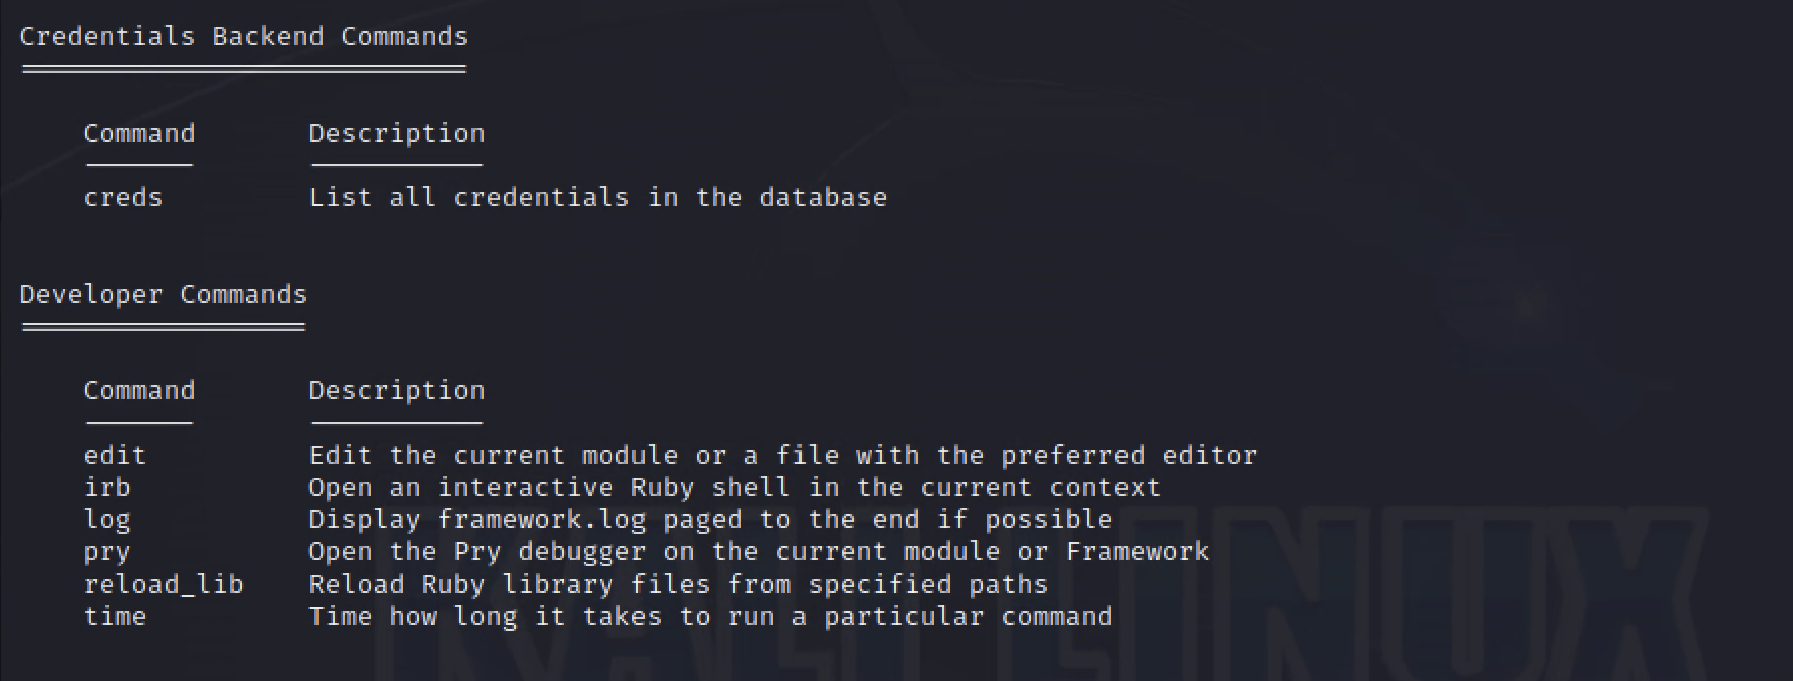 Credentials Backend Commands
Command Description
creds List all credentials in the database
Developer Commands
Command Description
edit Edit the current module or a file with the preferred editor
irb Open an interactive Ruby shell in the current context
log Display framework.log paged to the end if possible
pry Open the Pry debugger on the current module or Framework
reload_lib Reload Ruby library files from specified paths
time Time how long it takes to run a particular command
KALI LINUX